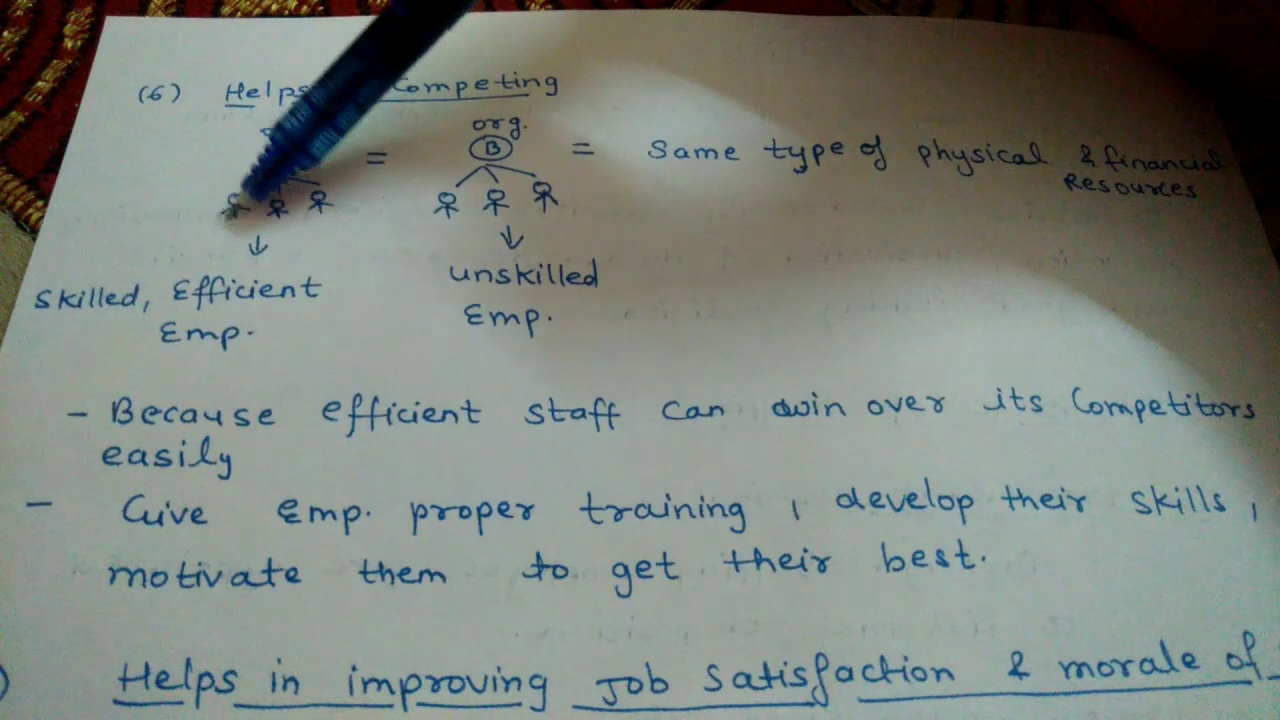 (6) Helps Competing
org.
B
= = Same type of physical & financial
Resources
Skilled, Efficient
Emp.
unskilled
Emp.
- Because efficient staff can win over its Competitors
easily
- Give Emp. proper training, develop their skills,
motivate them to get their best.
) Helps in improving Job Satisfaction & morale of